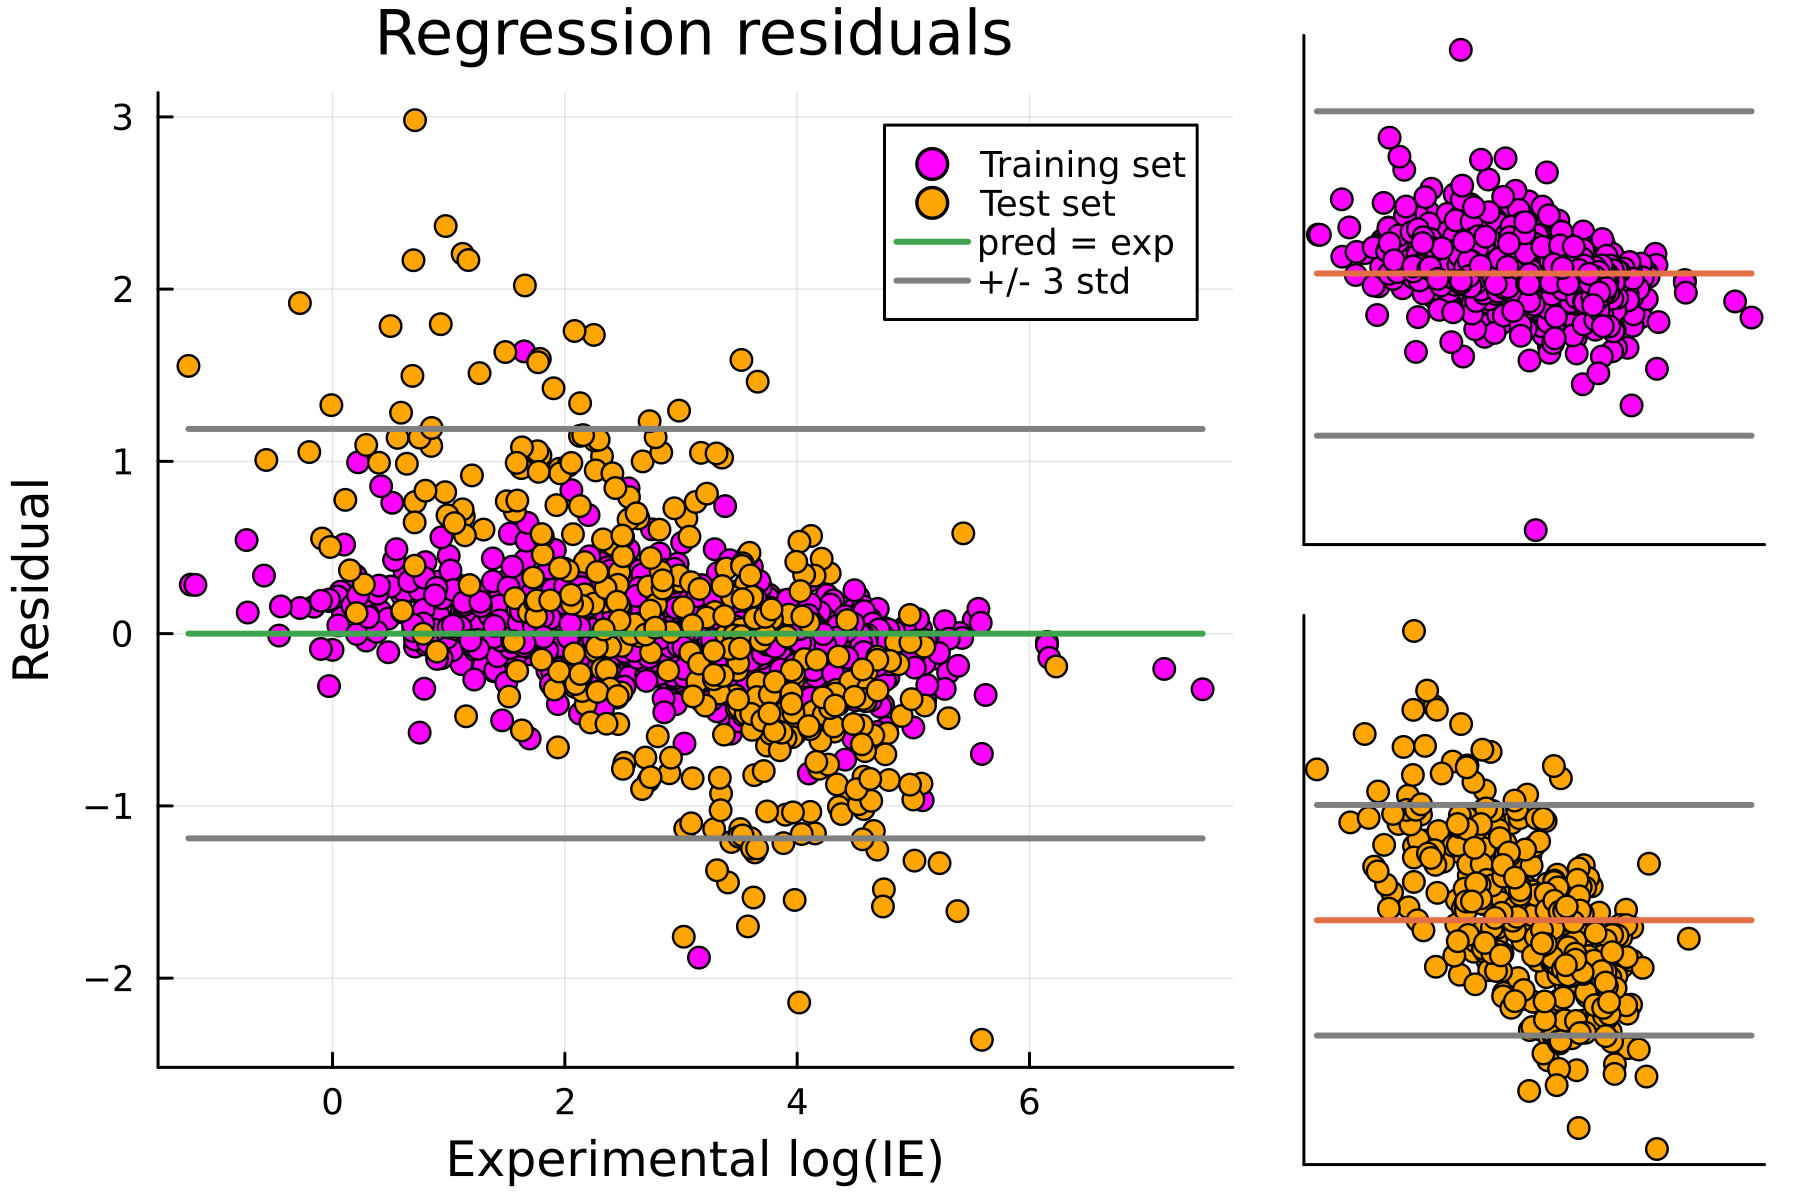 Regression residuals
3
2
1
0
−1
−2
Residual
Training set
Test set
pred = exp
+/- 3 std
0 2 4 6
Experimental log(IE)